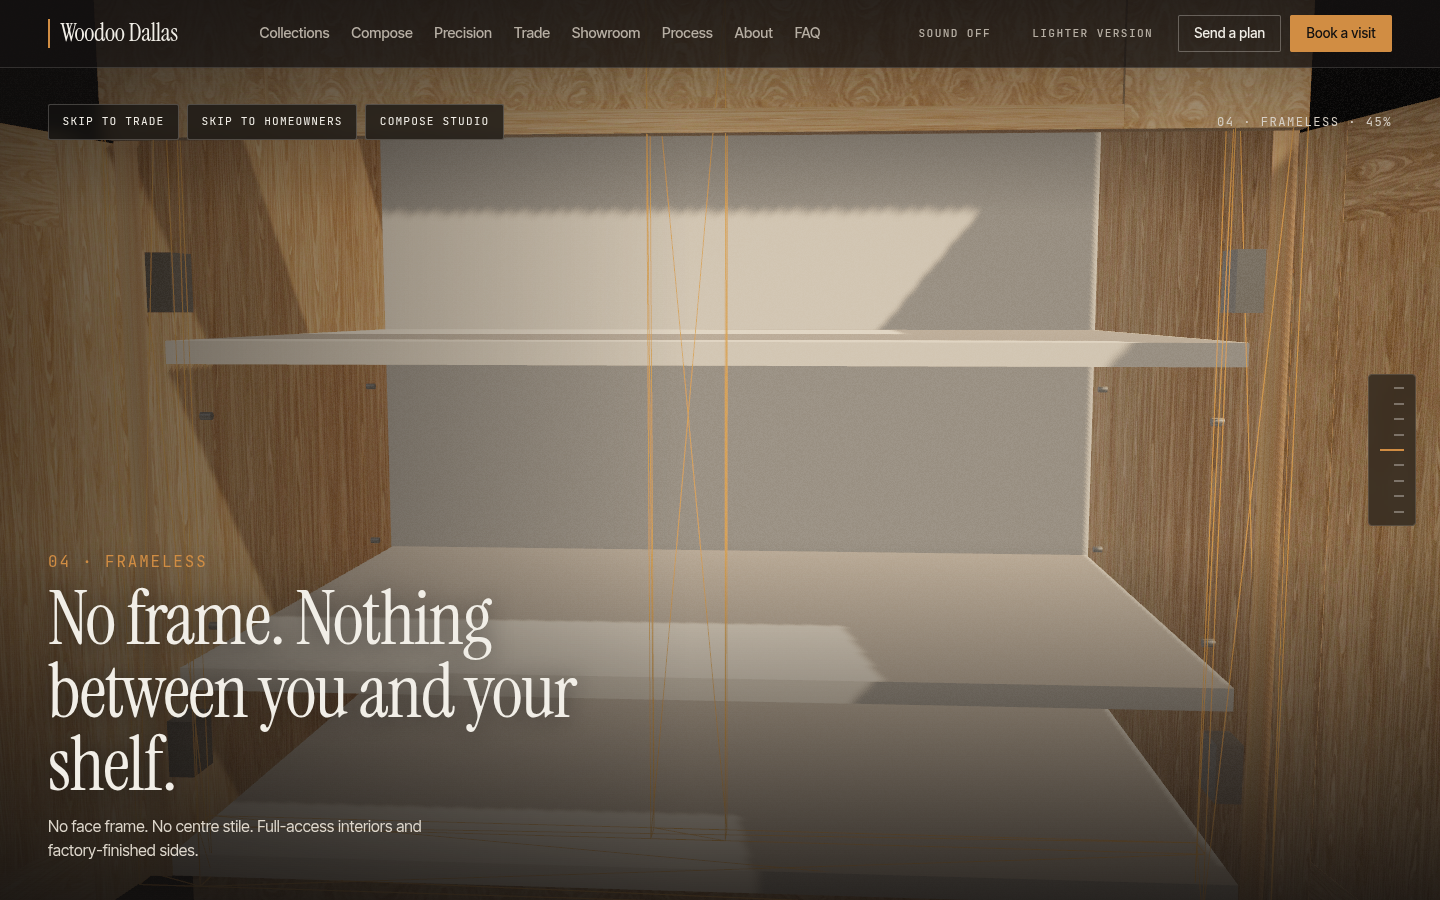 Woodoo Dallas
Collections Compose Precision Trade Showroom Process About FAQ
SOUND OFF LIGHTER VERSION Send a plan Book a visit
SKIP TO TRADE SKIP TO HOMEOWNERS COMPOSE STUDIO
04 · FRAMELESS · 45%
04 · FRAMELESS
No frame. Nothing
between you and your
shelf.
No face frame. No centre stile. Full-access interiors and
factory-finished sides.